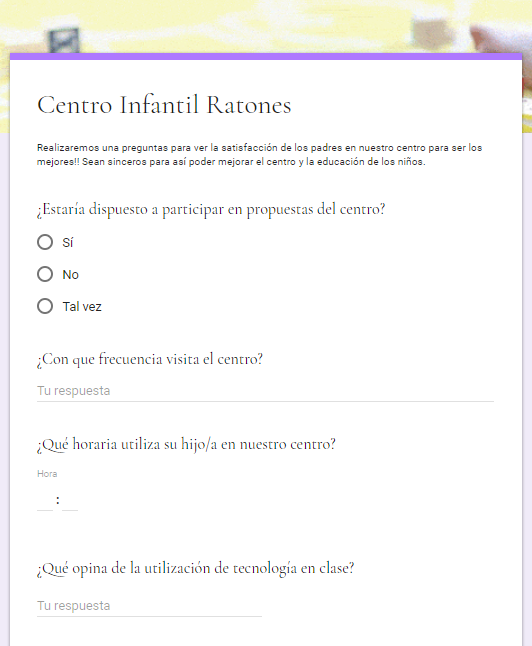 Centro Infantil Ratones
Realizaremos una preguntas para ver la satisfacción de los padres en nuestro centro para ser los
mejores!! Sean sinceros para así poder mejorar el centro y la educación de los niños.
¿Estaría dispuesto a participar en propuestas del centro?
Sí
No
Tal vez
¿Con que frecuencia visita el centro?
Tu respuesta
¿Qué horaria utiliza su hijo/a en nuestro centro?
Hora
:
¿Qué opina de la utilización de tecnología en clase?
Tu respuesta